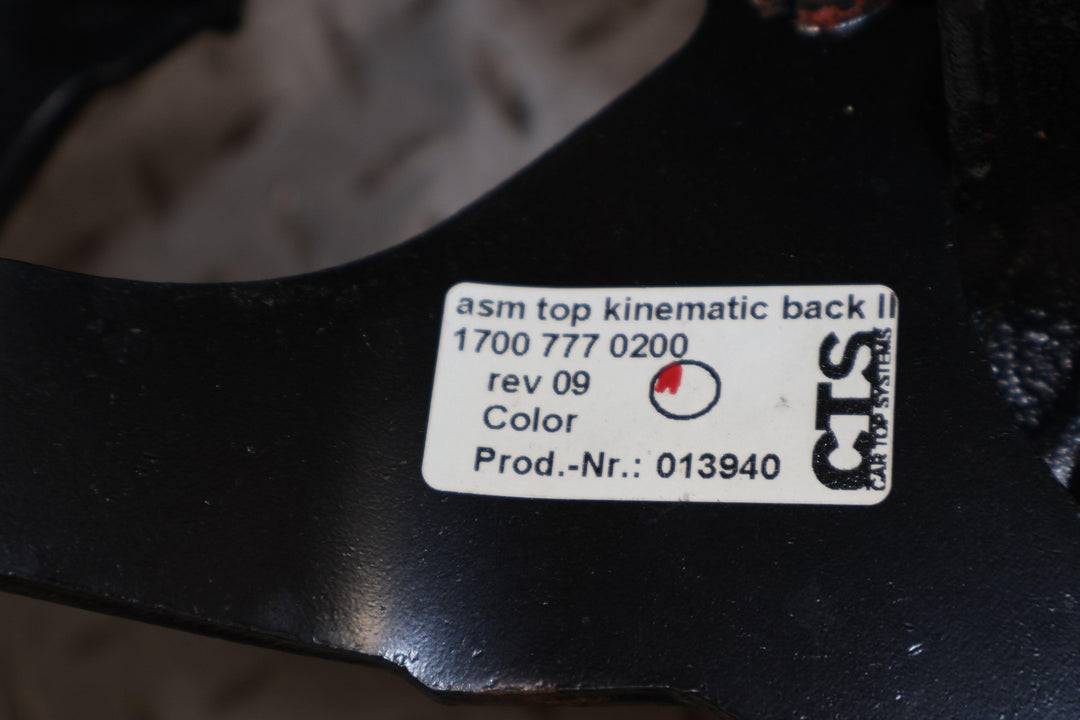 asm top kinematic back II
1700 777 0200
rev 09
Color
Prod.-Nr.: 013940
CTS
CAR TOP SYSTEMS